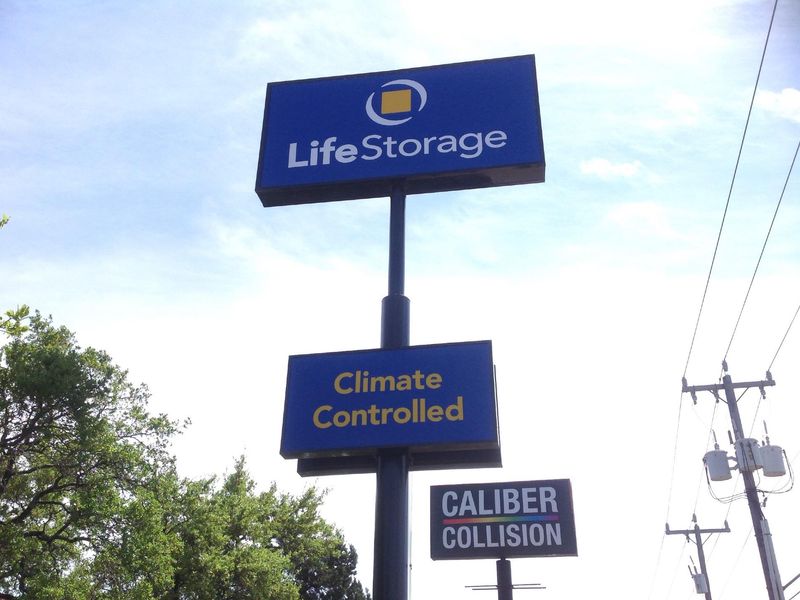 LifeStorage
Climate
Controlled
CALIBER
COLLISION